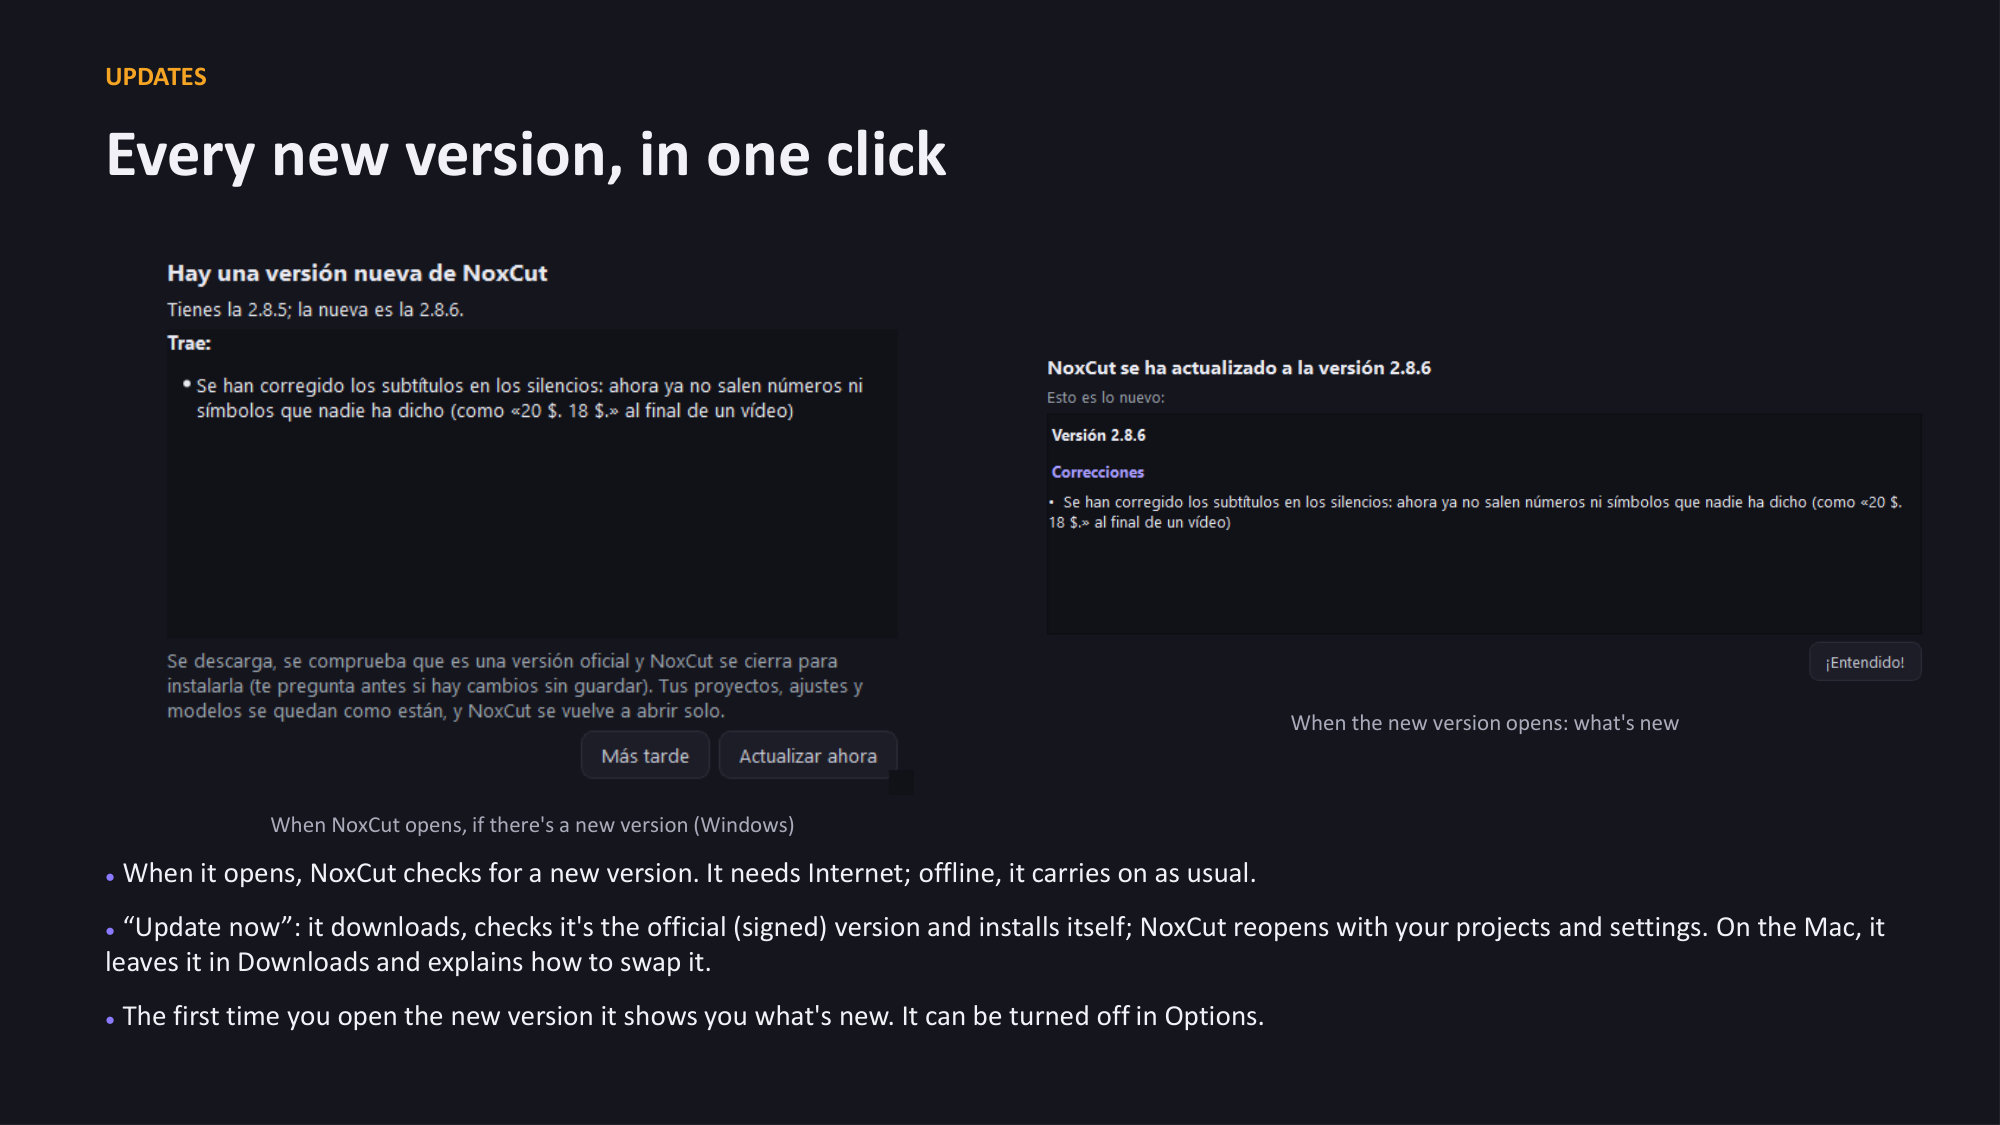 UPDATES
Every new version, in one click
Hay una versión nueva de NoxCut
Tienes la 2.8.5; la nueva es la 2.8.6.
Trae:
• Se han corregido los subtítulos en los silencios: ahora ya no salen números ni
símbolos que nadie ha dicho (como «20 $. 18 $.» al final de un vídeo)
Se descarga, se comprueba que es una versión oficial y NoxCut se cierra para
instalarla (te pregunta antes si hay cambios sin guardar). Tus proyectos, ajustes y
modelos se quedan como están, y NoxCut se vuelve a abrir solo.
Más tarde
Actualizar ahora
When NoxCut opens, if there's a new version (Windows)
NoxCut se ha actualizado a la versión 2.8.6
Esto es lo nuevo:
Versión 2.8.6
Correcciones
• Se han corregido los subtítulos en los silencios: ahora ya no salen números ni símbolos que nadie ha dicho (como «20 $.
18 $.» al final de un vídeo)
¡Entendido!
When the new version opens: what's new
• When it opens, NoxCut checks for a new version. It needs Internet; offline, it carries on as usual.
• “Update now”: it downloads, checks it's the official (signed) version and installs itself; NoxCut reopens with your projects and settings. On the Mac, it
leaves it in Downloads and explains how to swap it.
• The first time you open the new version it shows you what's new. It can be turned off in Options.